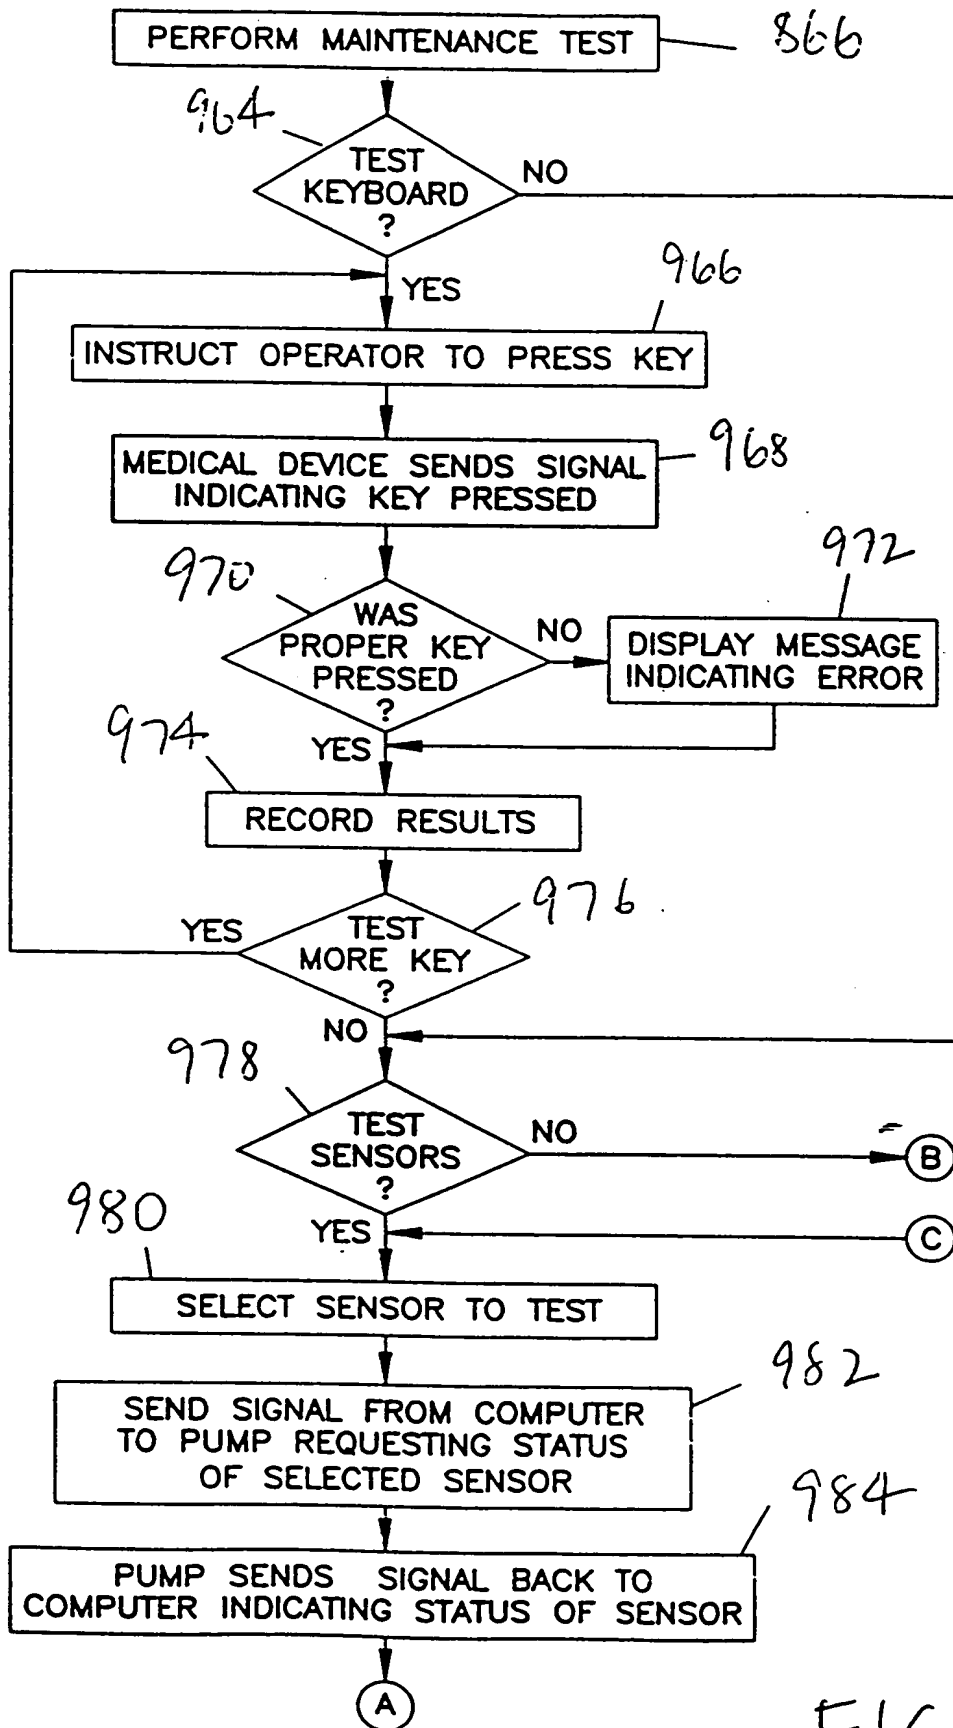 PERFORM MAINTENANCE TEST
866
964
TEST
KEYBOARD
?
NO
YES
966
INSTRUCT OPERATOR TO PRESS KEY
968
MEDICAL DEVICE SENDS SIGNAL
INDICATING KEY PRESSED
970
972
WAS
PROPER KEY
PRESSED
?
NO
DISPLAY MESSAGE
INDICATING ERROR
974
YES
RECORD RESULTS
976
YES
TEST
MORE KEY
?
NO
978
TEST
SENSORS
?
NO
B
980
YES
C
SELECT SENSOR TO TEST
982
SEND SIGNAL FROM COMPUTER
TO PUMP REQUESTING STATUS
OF SELECTED SENSOR
984
PUMP SENDS SIGNAL BACK TO
COMPUTER INDICATING STATUS OF SENSOR
A